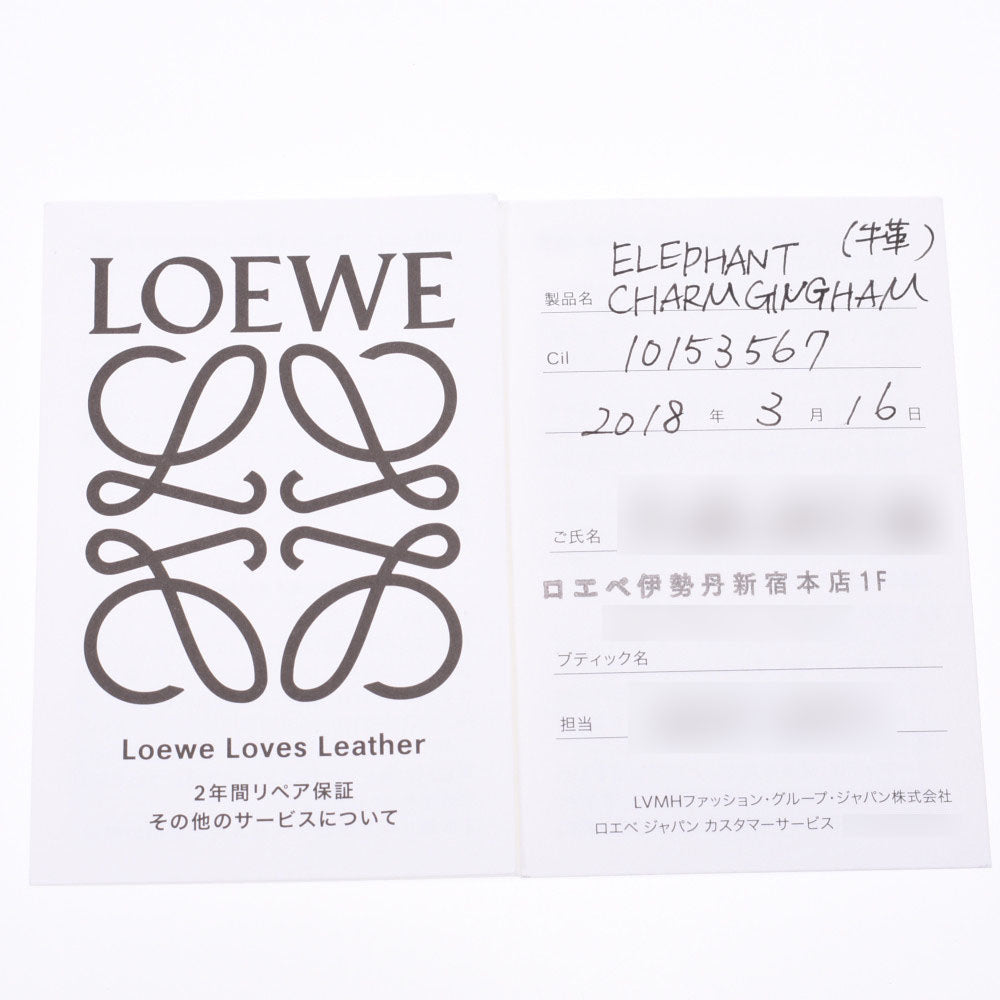 LOEWE
Loewe Loves Leather
2年間リペア保証
その他のサービスについて
ELEPHANT (牛革)
製品名 CHARM GINGHAM
Cil 10153567
2018 年 3 月 16 日
ご氏名
ロエベ伊勢丹新宿本店1F
ブティック名
担当
LVMHファッション・グループ・ジャパン株式会社
ロエベ ジャパン カスタマーサービス